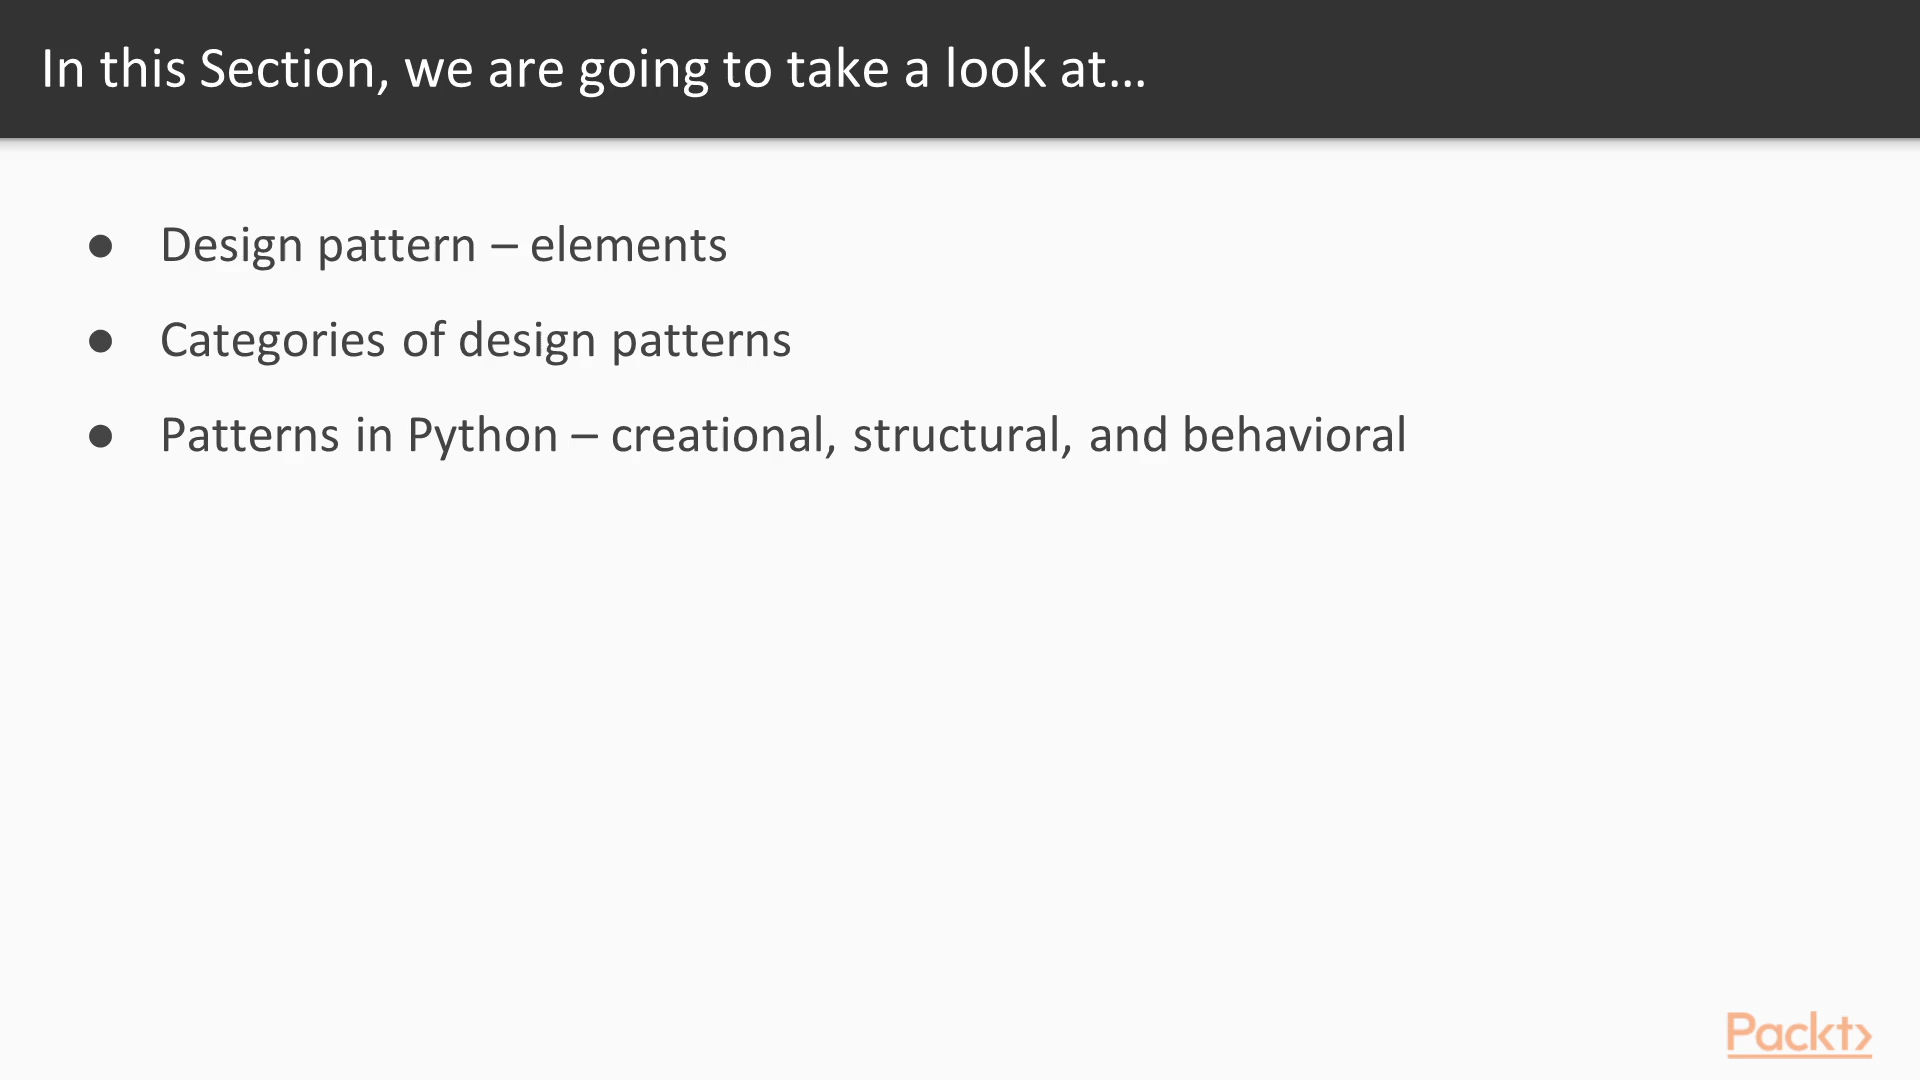 In this Section, we are going to take a look at...
● Design pattern – elements
● Categories of design patterns
● Patterns in Python – creational, structural, and behavioral
Packt>